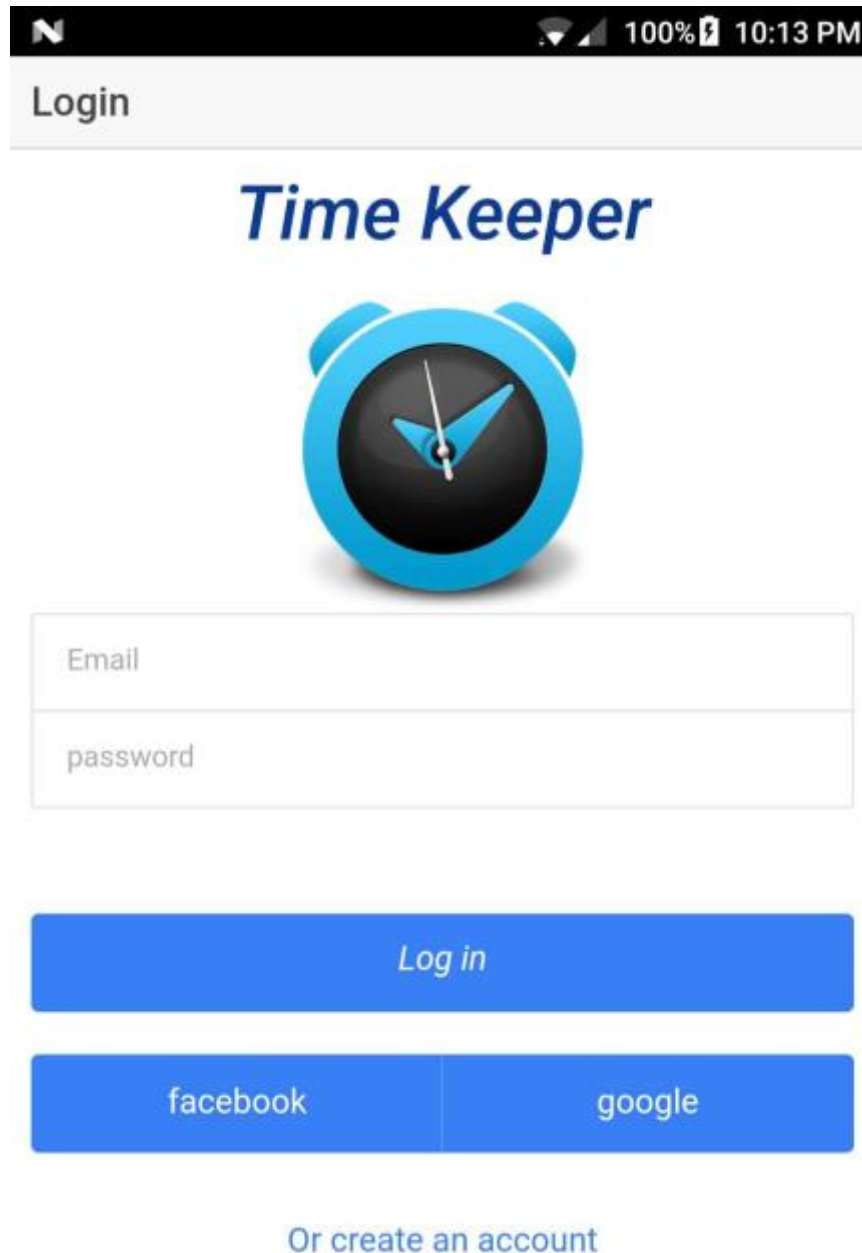 100% 10:13 PM
Login
Time Keeper
Email
password
Log in
facebook google
Or create an account